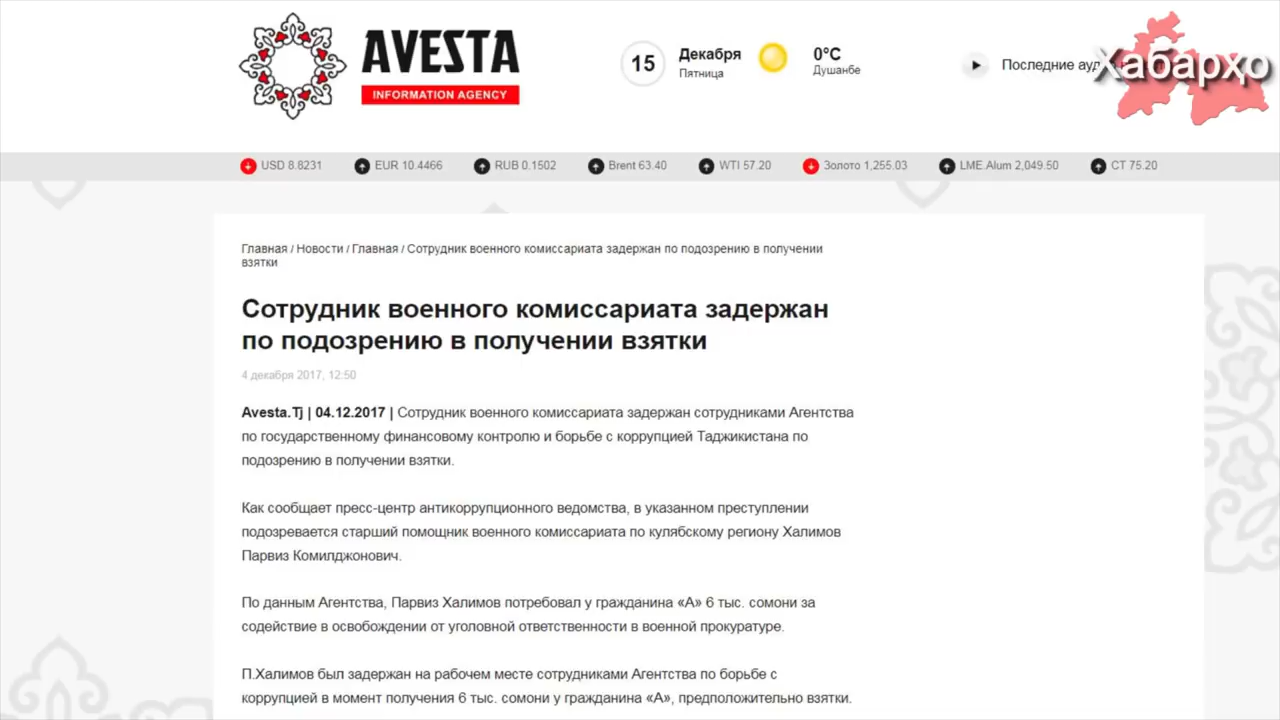 AVESTA
INFORMATION AGENCY
15
Декабря
Пятница
0°C
Душанбе
Последние ауд
Хабарҳо
USD 8.8231
EUR 10.4466
RUB 0.1502
Brent 63.40
WTI 57.20
Золото 1,255.03
LME.Alum 2,049.50
CT 75.20
Главная / Новости / Главная / Сотрудник военного комиссариата задержан по подозрению в получении
взятки
Сотрудник военного комиссариата задержан
по подозрению в получении взятки
4 декабря 2017, 12:50
Avesta.Tj | 04.12.2017 | Сотрудник военного комиссариата задержан сотрудниками Агентства
по государственному финансовому контролю и борьбе с коррупцией Таджикистана по
подозрению в получении взятки.
Как сообщает пресс-центр антикоррупционного ведомства, в указанном преступлении
подозревается старший помощник военного комиссариата по кулябскому региону Халимов
Парвиз Комилджонович.
По данным Агентства, Парвиз Халимов потребовал у гражданина «А» 6 тыс. сомони за
содействие в освобождении от уголовной ответственности в военной прокуратуре.
П.Халимов был задержан на рабочем месте сотрудниками Агентства по борьбе с
коррупцией в момент получения 6 тыс. сомони у гражданина «А», предположительно взятки.